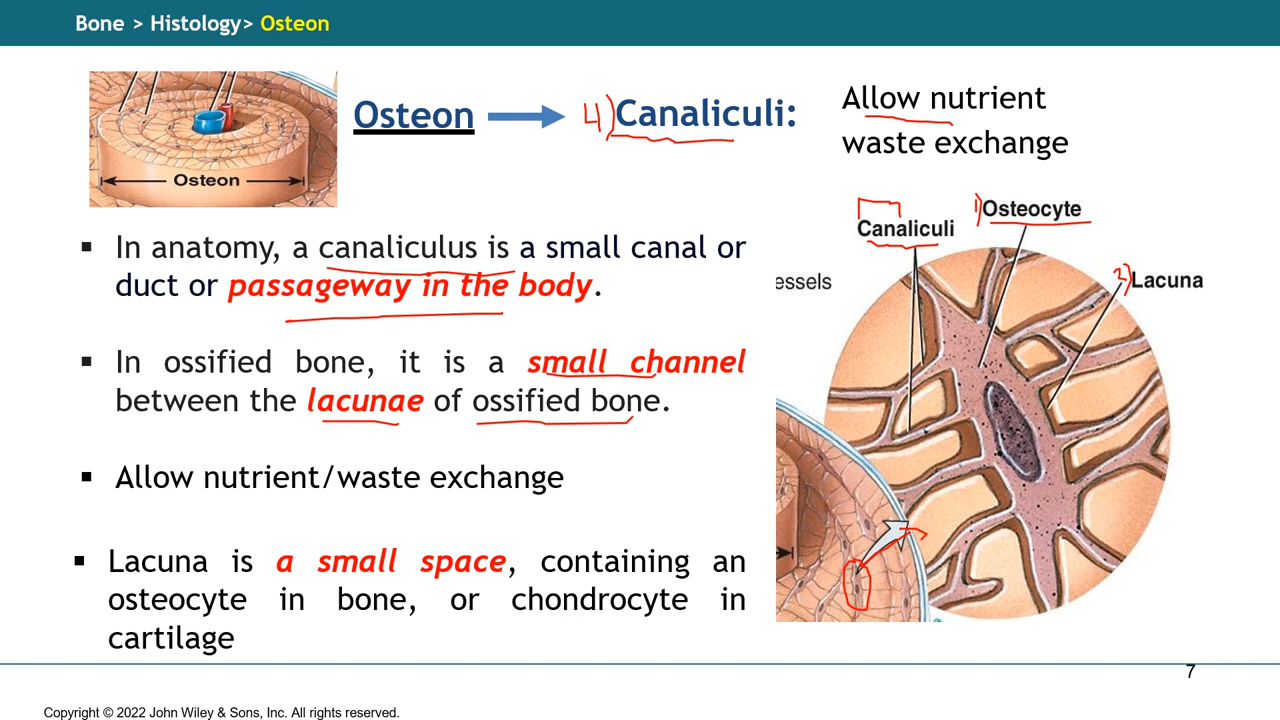 Bone > Histology> Osteon
Osteon
4) Canaliculi:
Allow nutrient
waste exchange
Osteon
▪ In anatomy, a canaliculus is a small canal or
duct or passageway in the body.
▪ In ossified bone, it is a small channel
between the lacunae of ossified bone.
▪ Allow nutrient/waste exchange
▪ Lacuna is a small space, containing an
osteocyte in bone, or chondrocyte in
cartilage
1) Osteocyte
Canaliculi
2) Lacuna
essels
7
Copyright © 2022 John Wiley & Sons, Inc. All rights reserved.